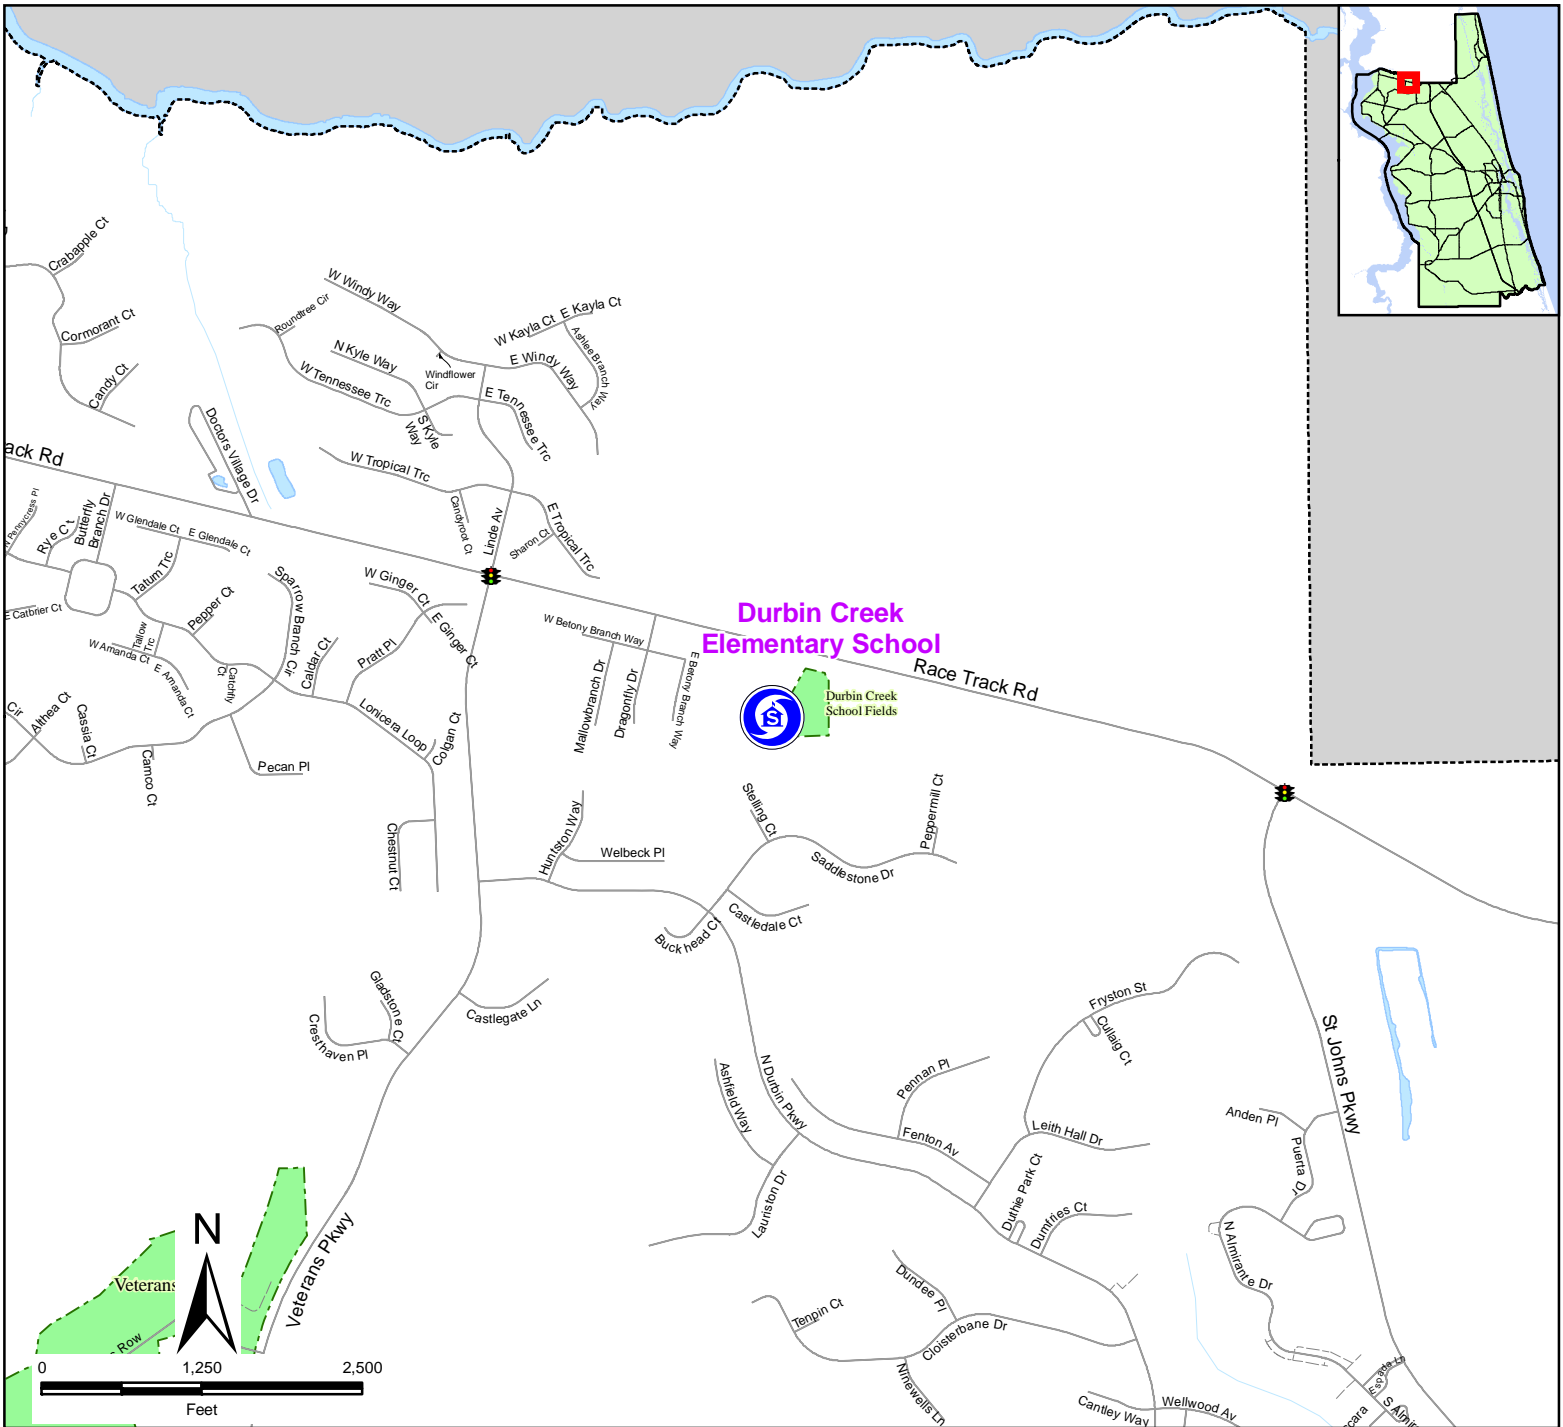 Crabapple Ct
Cormorant Ct
Candy Ct
W Windy Way
Roundtree Cir
N Kyle Way
W Tennessee Trc
Windflower
Cir
S Kyle
Way
W Kayla Ct
E Kayla Ct
Ashlee Branch Way
E Windy Way
E Tennessee Trc
ack Rd
Doctors Village Dr
W Tropical Trc
Candyroot Ct
Linde Av
Sharon Ct
E Tropical Trc
Pennycress Pl
Rye Ct
Butterfly
Branch Dr
W Glendale Ct
E Glendale Ct
Tatum Trc
E Catbrier Ct
Pepper Ct
Tallow
Trc
W Amanda Ct
E Amanda Ct
Sparrow Branch Cir
Catchfly
Ct
Caldar Ct
W Ginger Ct
E Ginger Ct
Pratt Pl
Lonicera Loop
Colgan Ct
Cir
Althea Ct
Cassia Ct
Camco Ct
Pecan Pl
Chestnut Ct
W Betony Branch Way
Mallowbranch Dr
Dragonfly Dr
E Betony Branch Way
Durbin Creek
Elementary School
S
Durbin Creek
School Fields
Race Track Rd
Huntston Way
Welbeck Pl
Stelling Ct
Saddlestone Dr
Peppermill Ct
Castledale Ct
Buckhead Ct
Gladstone Ct
Cresthaven Pl
Castlegate Ln
Ashfield Way
N Durbin Pkwy
Lauriston Dr
Pennan Pl
Fenton Av
Fryston St
Cullaig Ct
Leith Hall Dr
Duthie Park Ct
Dumfries Ct
St Johns Pkwy
Anden Pl
Puerta Dr
N Almirante Dr
Dundee Pl
Tenpin Ct
Cloisterbane Dr
Ninewells Ln
Cantley Way
Wellwood Av
Espada Ln
S Almir
cara
Veterans Pkwy
Veterans
s Row
N
0 1,250 2,500
Feet